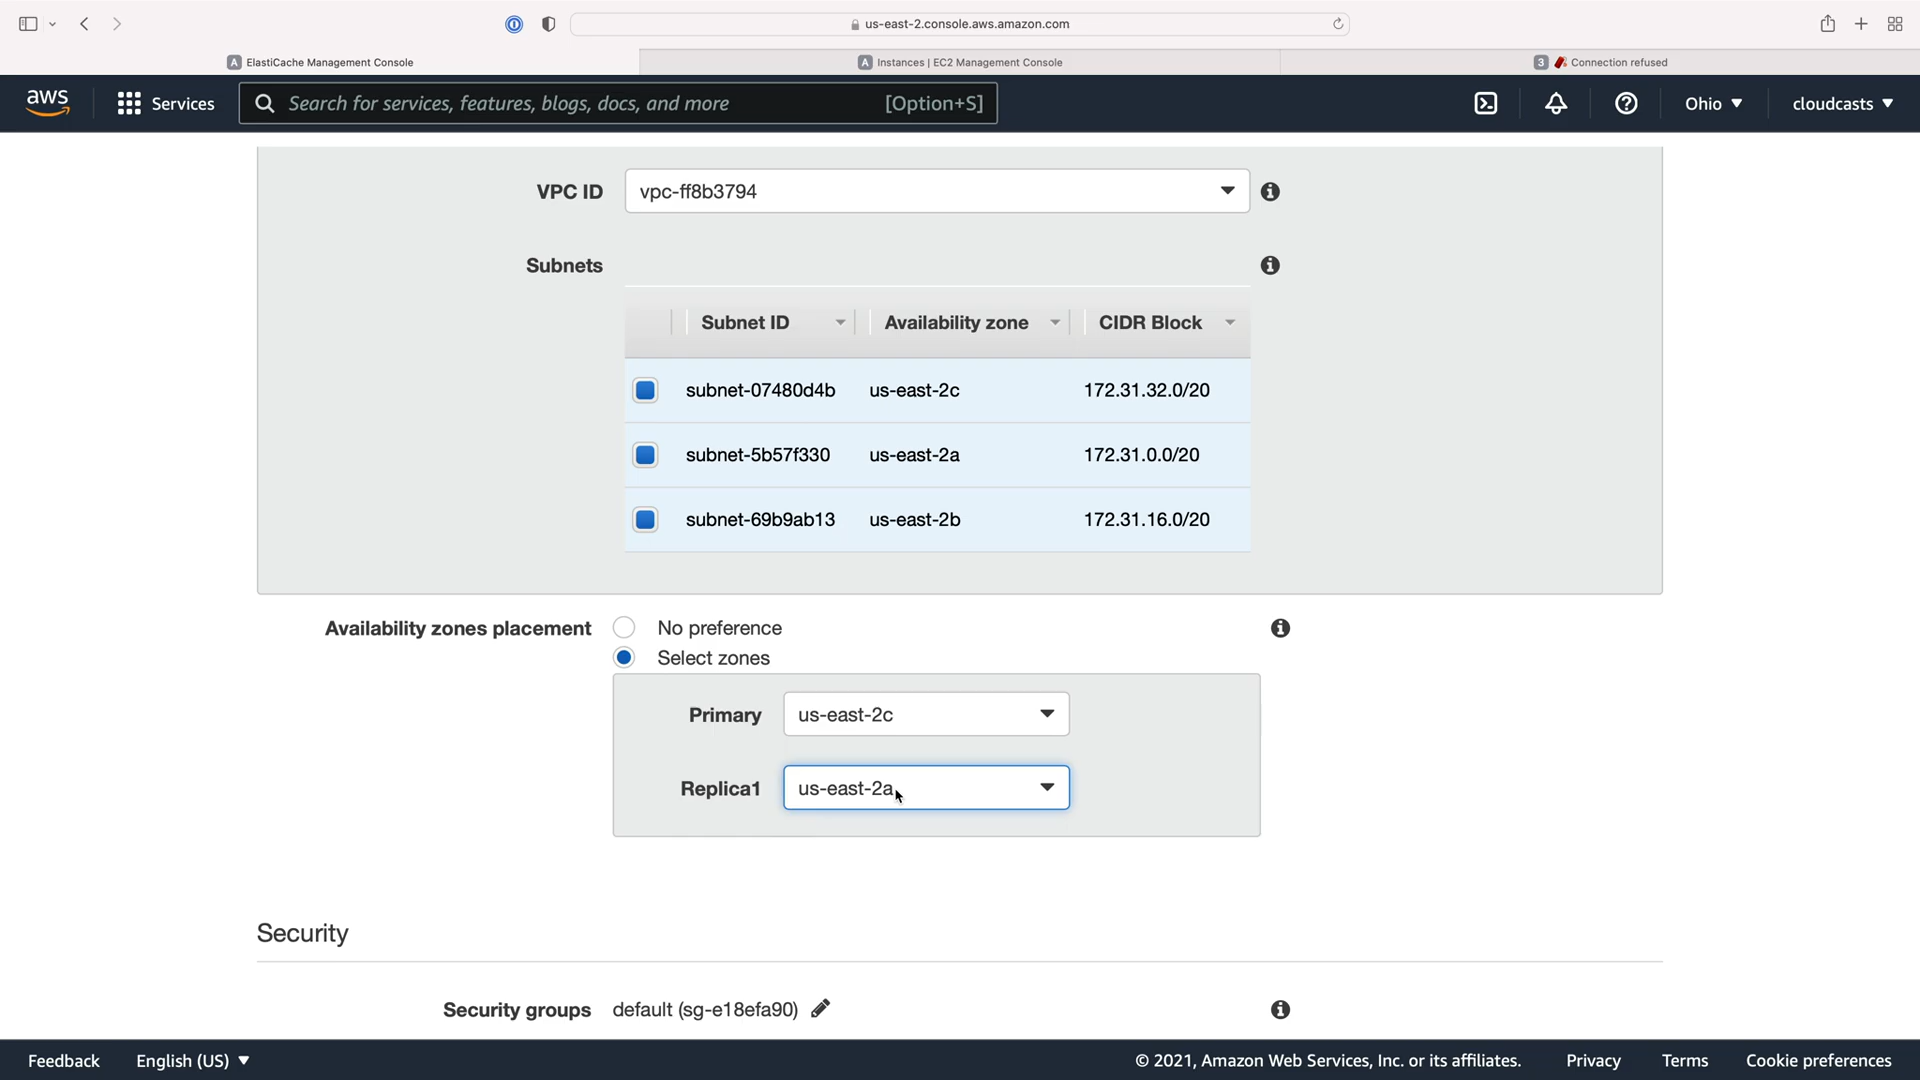 us-east-2.console.aws.amazon.com
A ElastiCache Management Console
A Instances | EC2 Management Console
3 Connection refused
aws
Services
Search for services, features, blogs, docs, and more [Option+S]
Ohio
cloudcasts
VPC ID vpc-ff8b3794
Subnets
Subnet ID Availability zone CIDR Block
subnet-07480d4b us-east-2c 172.31.32.0/20
subnet-5b57f330 us-east-2a 172.31.0.0/20
subnet-69b9ab13 us-east-2b 172.31.16.0/20
Availability zones placement No preference
Select zones
Primary us-east-2c
Replica1 us-east-2a
Security
Security groups default (sg-e18efa90)
Feedback English (US) © 2021, Amazon Web Services, Inc. or its affiliates. Privacy Terms Cookie preferences